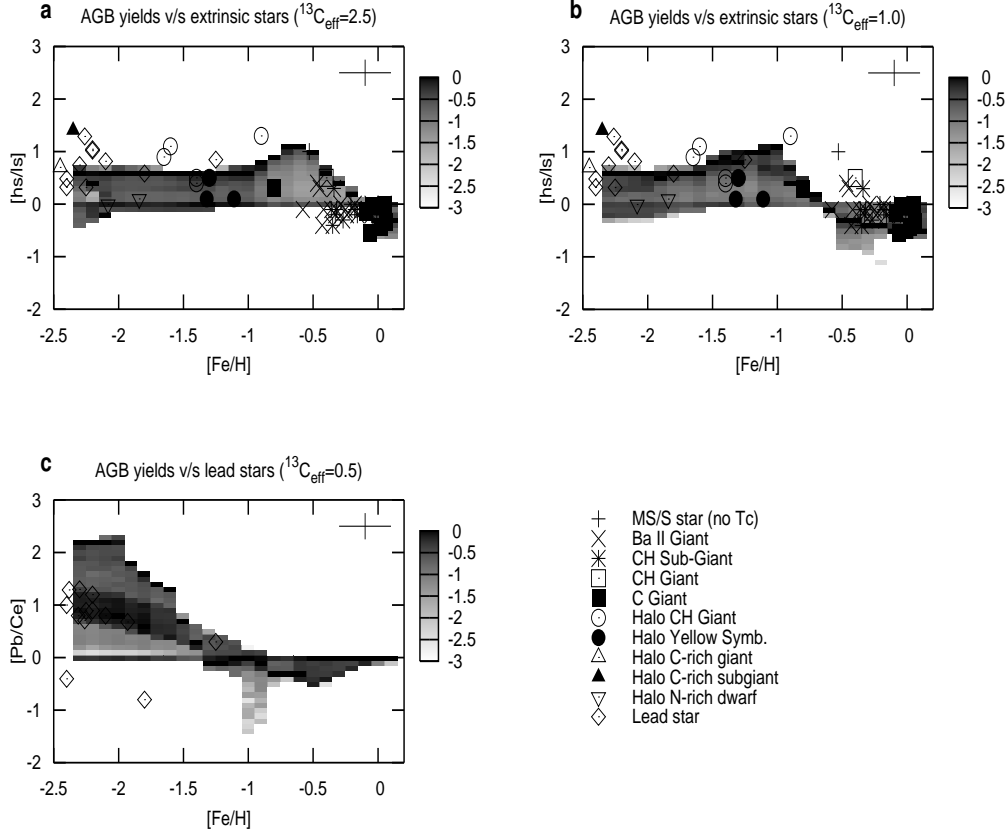 a
AGB yields v/s extrinsic stars (¹³C_eff=2.5)
3
2
1
0
-1
-2
[hs/ls]
-2.5 -2 -1.5 -1 -0.5 0
[Fe/H]
0
-0.5
-1
-1.5
-2
-2.5
-3
b
AGB yields v/s extrinsic stars (¹³C_eff=1.0)
3
2
1
0
-1
-2
[hs/ls]
-2.5 -2 -1.5 -1 -0.5 0
[Fe/H]
0
-0.5
-1
-1.5
-2
-2.5
-3
c
AGB yields v/s lead stars (¹³C_eff=0.5)
3
2
1
0
-1
-2
[Pb/Ce]
-2.5 -2 -1.5 -1 -0.5 0
[Fe/H]
0
-0.5
-1
-1.5
-2
-2.5
-3
MS/S star (no Tc)
Ba II Giant
CH Sub-Giant
CH Giant
C Giant
Halo CH Giant
Halo Yellow Symb.
Halo C-rich giant
Halo C-rich subgiant
Halo N-rich dwarf
Lead star